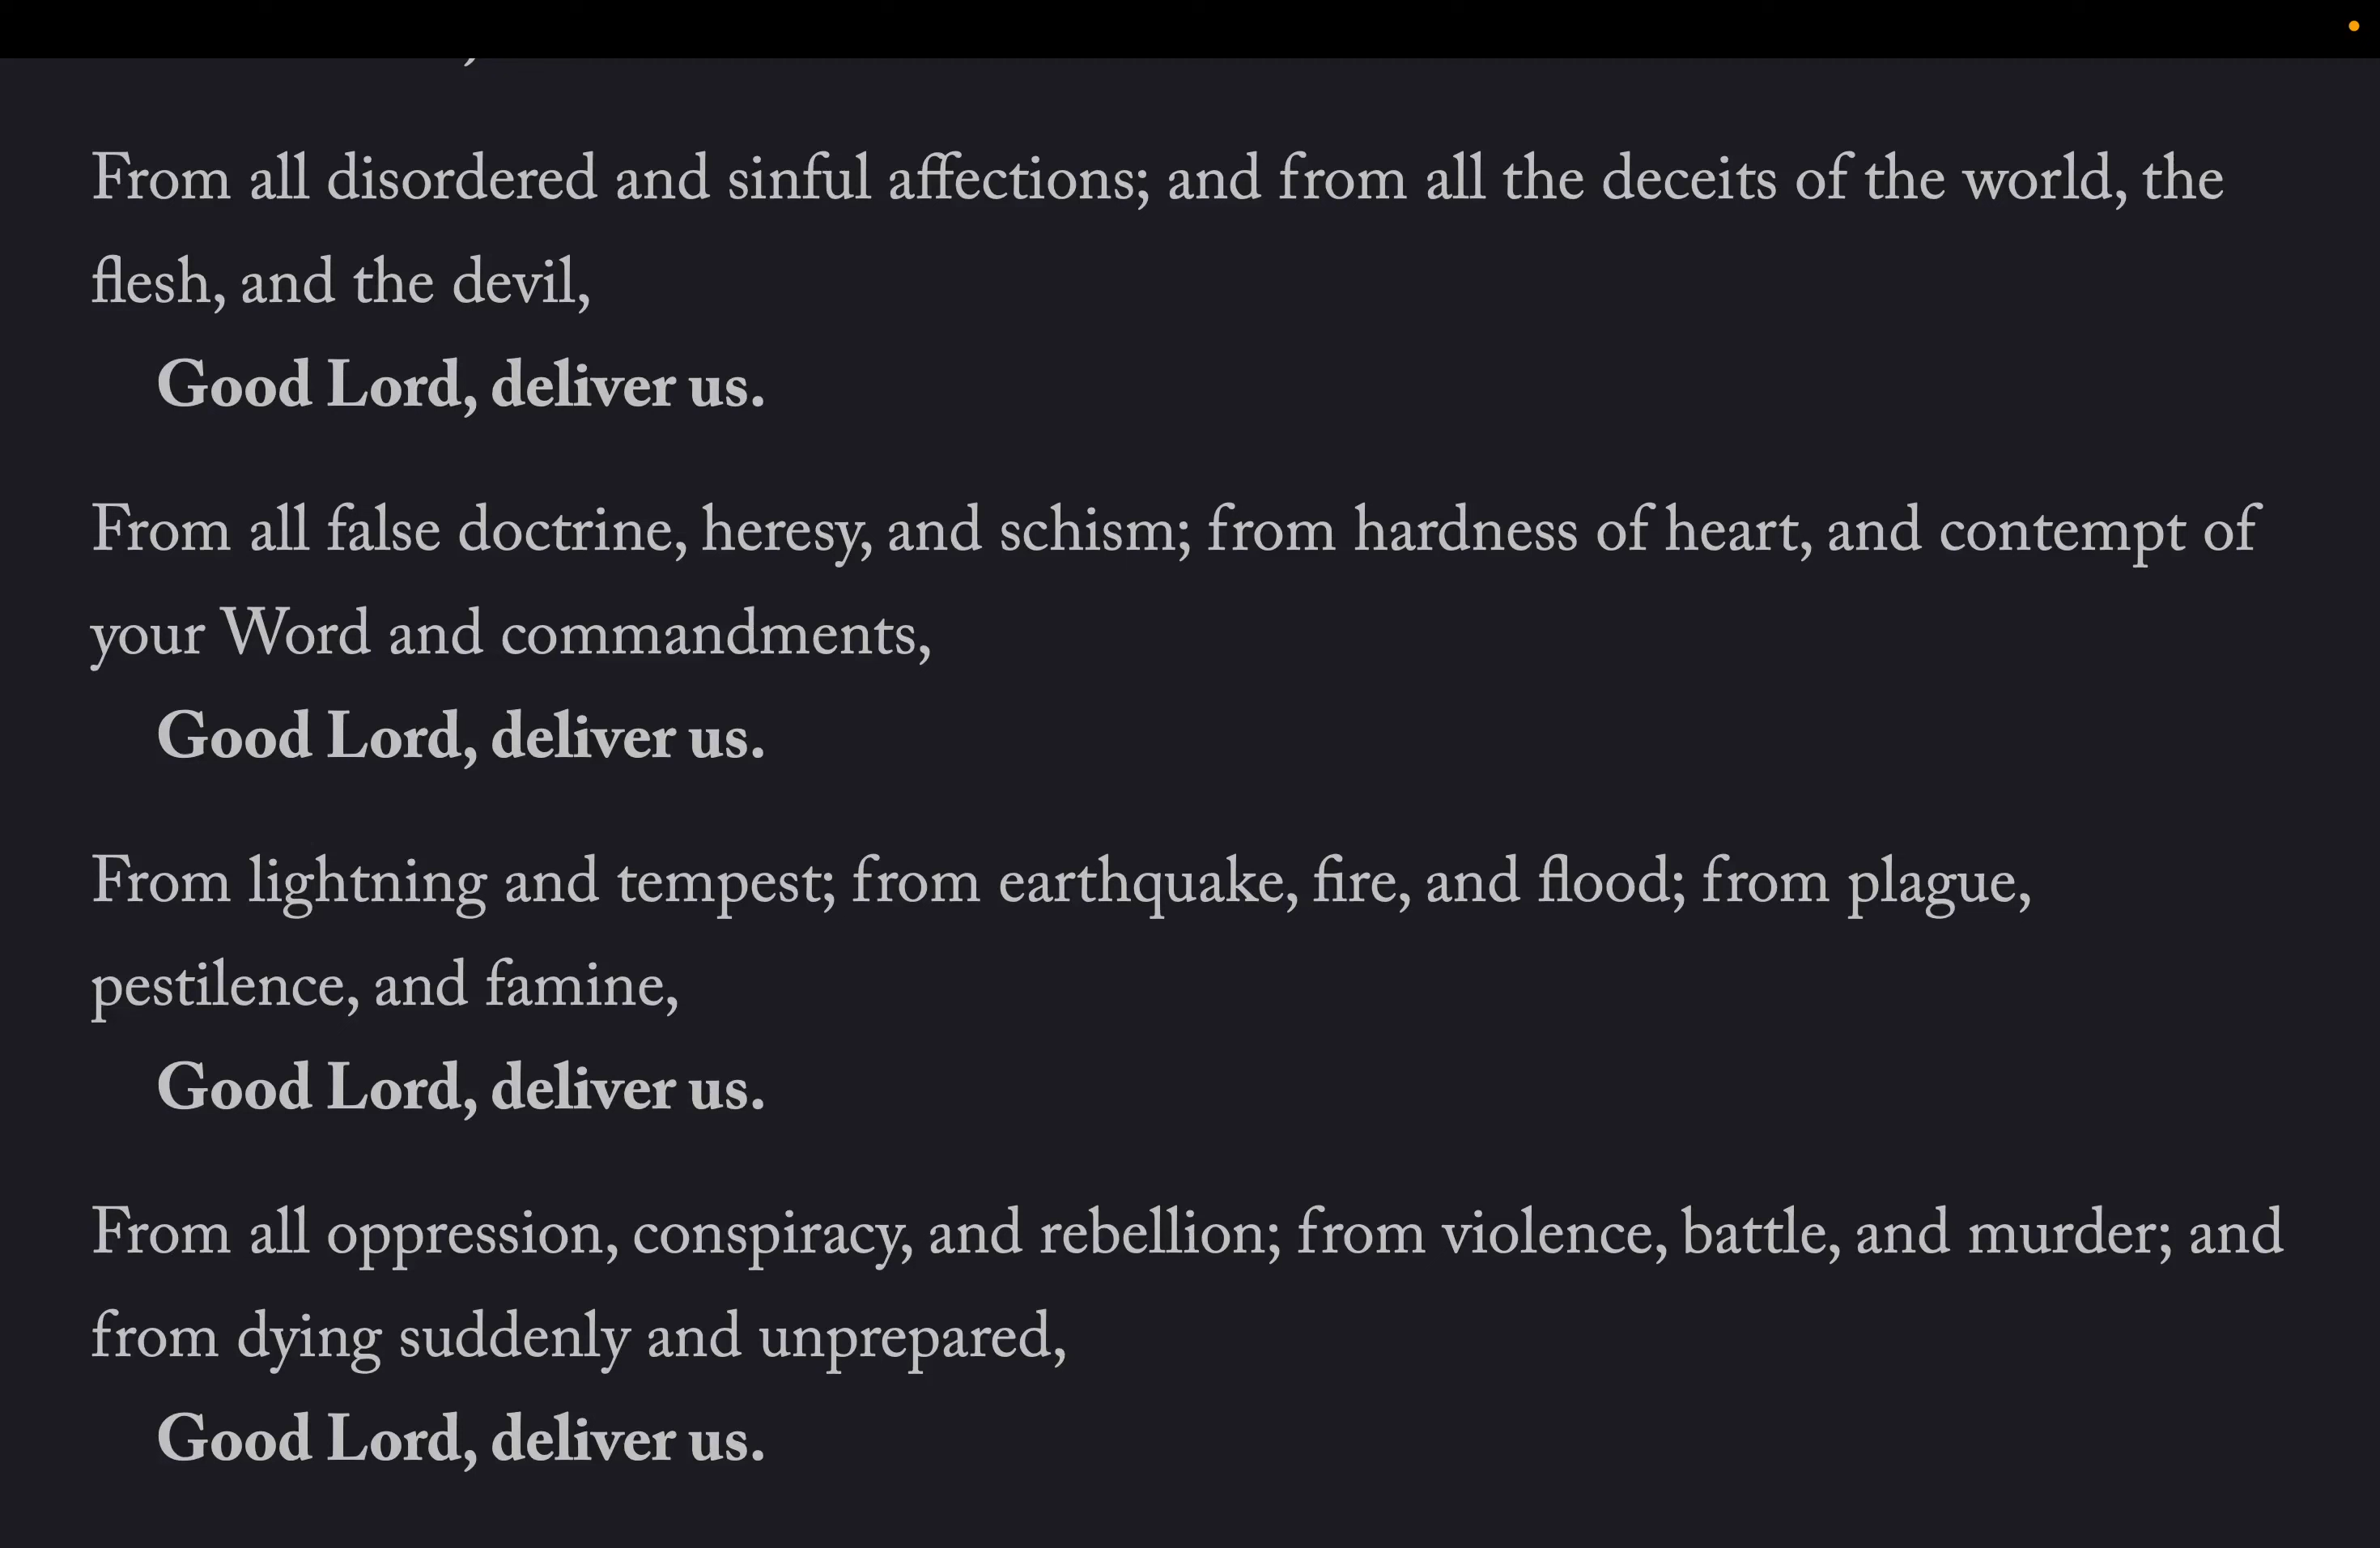 From all disordered and sinful affections; and from all the deceits of the world, the
flesh, and the devil,
Good Lord, deliver us.
From all false doctrine, heresy, and schism; from hardness of heart, and contempt of
your Word and commandments,
Good Lord, deliver us.
From lightning and tempest; from earthquake, fire, and flood; from plague,
pestilence, and famine,
Good Lord, deliver us.
From all oppression, conspiracy, and rebellion; from violence, battle, and murder; and
from dying suddenly and unprepared,
Good Lord, deliver us.